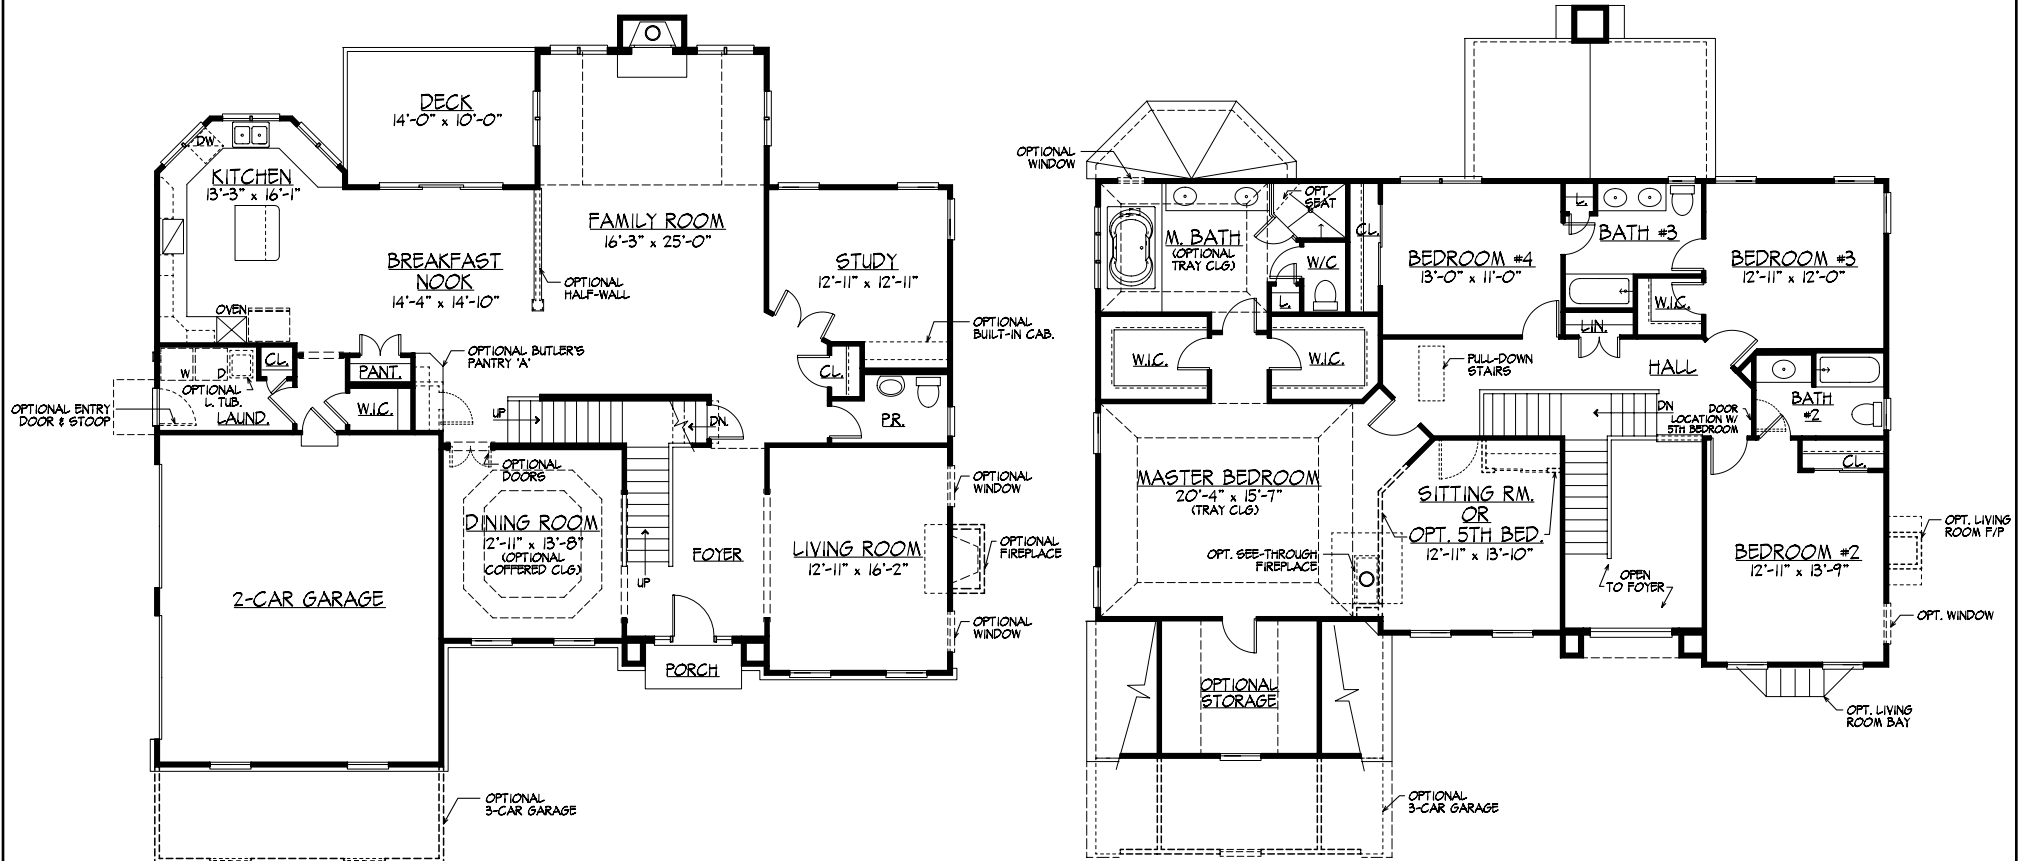 DECK
14'-0" x 10'-0"
DW
KITCHEN
13'-3" x 16'-1"
FAMILY ROOM
16'-3" x 25'-0"
BREAKFAST
NOOK
14'-4" x 14'-10"
OPTIONAL
HALF-WALL
STUDY
12'-11" x 12'-11"
OVEN
OPTIONAL
BUILT-IN CAB.
OPTIONAL BUTLER'S
PANTRY 'A'
W
D
CL.
PANT.
CL.
OPTIONAL
L. TUB.
LAUND.
W.I.C.
OPTIONAL ENTRY
DOOR & STOOP
UP
DN.
P.R.
OPTIONAL
DOORS
OPTIONAL
WINDOW
DINING ROOM
12'-11" x 13'-8"
(OPTIONAL
COFFERED CLG)
UP
FOYER
LIVING ROOM
12'-11" x 16'-2"
OPTIONAL
FIREPLACE
2-CAR GARAGE
OPTIONAL
WINDOW
PORCH
OPTIONAL
3-CAR GARAGE
OPTIONAL
WINDOW
OPT.
SEAT
M. BATH
(OPTIONAL
TRAY CLG)
W/C
L.
CL.
BEDROOM #4
13'-0" x 11'-0"
L.
BATH #3
BEDROOM #3
12'-11" x 12'-0"
W.I.C.
LIN.
W.I.C.
W.I.C.
PULL-DOWN
STAIRS
HALL
BATH
#2
DN
DOOR
LOCATION W/
5TH BEDROOM
CL.
MASTER BEDROOM
20'-4" x 15'-7"
(TRAY CLG)
SITTING RM.
OR
OPT. 5TH BED.
12'-11" x 13'-10"
OPT. SEE-THROUGH
FIREPLACE
OPEN
TO FOYER
BEDROOM #2
12'-11" x 13'-9"
OPT. LIVING
ROOM F/P
OPT. WINDOW
OPTIONAL
STORAGE
OPT. LIVING
ROOM BAY
OPTIONAL
3-CAR GARAGE